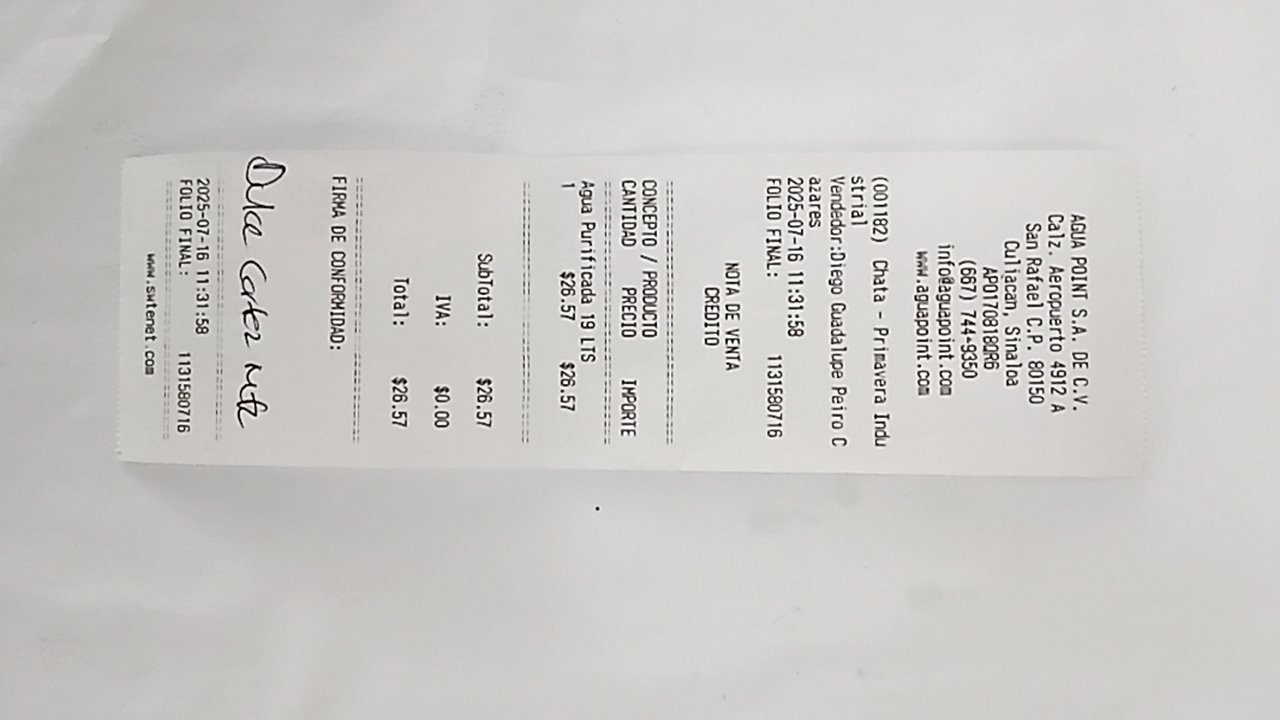 AGUA POINT S.A. DE C.V.
Calz. Aeropuerto 4912 A
San Rafael C.P. 80150
Culiacan, Sinaloa
APO170818QR6
(667) 744-9350
info@aguapoint.com
www.aguapoint.com
(001182) Chata - Primavera Indu
strial
Vendedor:Diego Guadalupe Peiro C
azares
2025-07-16 11:31:58
FOLIO FINAL: 1131580716
NOTA DE VENTA
CREDITO
CONCEPTO / PRODUCTO
CANTIDAD PRECIO IMPORTE
Agua Purificada 19 LTS
1 $26.57 $26.57
SubTotal: $26.57
IVA: $0.00
Total: $26.57
FIRMA DE CONFORMIDAD:
Dulce Cortez
2025-07-16 11:31:58
FOLIO FINAL: 1131580716
www.swtenet.com